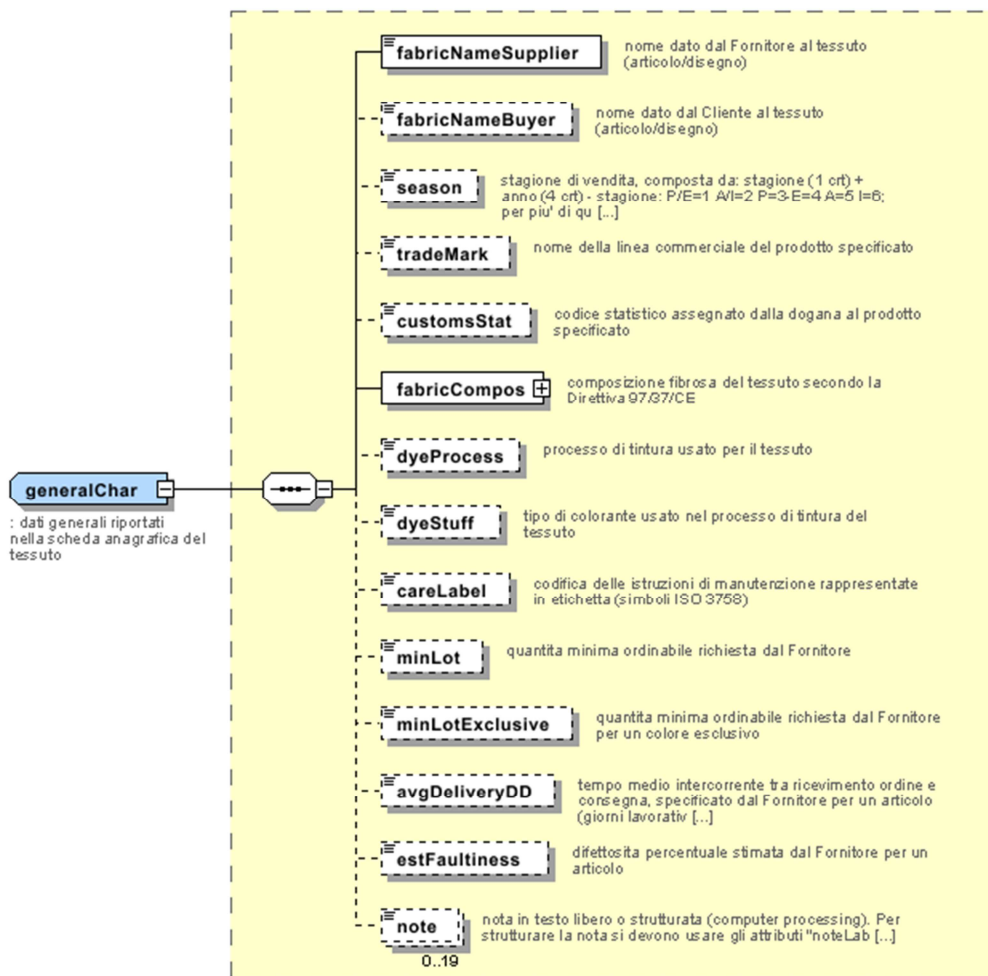 fabricNameSupplier
nome dato dal Fornitore al tessuto
(articolo/disegno)
fabricNameBuyer
nome dato dal Cliente al tessuto
(articolo/disegno)
season
stagione di vendita, composta da: stagione (1 crt) +
anno (4 crt) - stagione: P/E=1 A/I=2 P=3-E=4 A=5 I=6;
per piu' di qu [...]
tradeMark
nome della linea commerciale del prodotto specificato
customsStat
codice statistico assegnato dalla dogana al prodotto
specificato
fabricCompos
composizione fibrosa del tessuto secondo la
Direttiva 97/37/CE
dyeProcess
processo di tintura usato per il tessuto
generalChar
: dati generali riportati
nella scheda anagrafica del
tessuto
dyeStuff
tipo di colorante usato nel processo di tintura del
tessuto
careLabel
codifica delle istruzioni di manutenzione rappresentate
in etichetta (simboli ISO 3758)
minLot
quantita minima ordinabile richiesta dal Fornitore
minLotExclusive
quantita minima ordinabile richiesta dal Fornitore
per un colore esclusivo
avgDeliveryDD
tempo medio intercorrente tra ricevimento ordine e
consegna, specificato dal Fornitore per un articolo
(giorni lavorativ [...]
estFaultiness
difettosita percentuale stimata dal Fornitore per un
articolo
note
nota in testo libero o strutturata (computer processing). Per
strutturare la nota si devono usare gli attributi "noteLab [...]
0..19